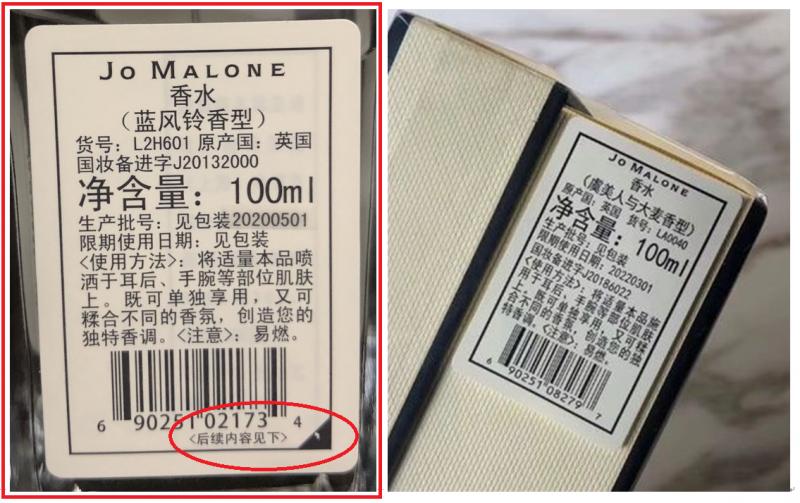 JO MALONE
香水
（蓝风铃香型）
货号：L2H601 原产国：英国
国妆备进字J20132000
净含量：100ml
生产批号：见包装20200501
限期使用日期：见包装
<使用方法>：将适量本品喷
洒于耳后、手腕等部位肌肤
上。既可单独享用，又可
糅合不同的香氛，创造您的
独特香调。<注意>：易燃。
6 90251 02173 4
<后续内容见下>
JO MALONE
香水
（虞美人与大麦香型）
原产国：英国 货号：LA0040
净含量：100ml
生产批号：见包装
限期使用日期：20220301
国妆备进字J20186022
<使用方法>：将适量本品喷
于耳后、手腕等部位肌肤
上。既可单独享用，又可糅
合不同的香氛，创造您的独
特香调。<注意>：易燃。
6 90251 08279 7